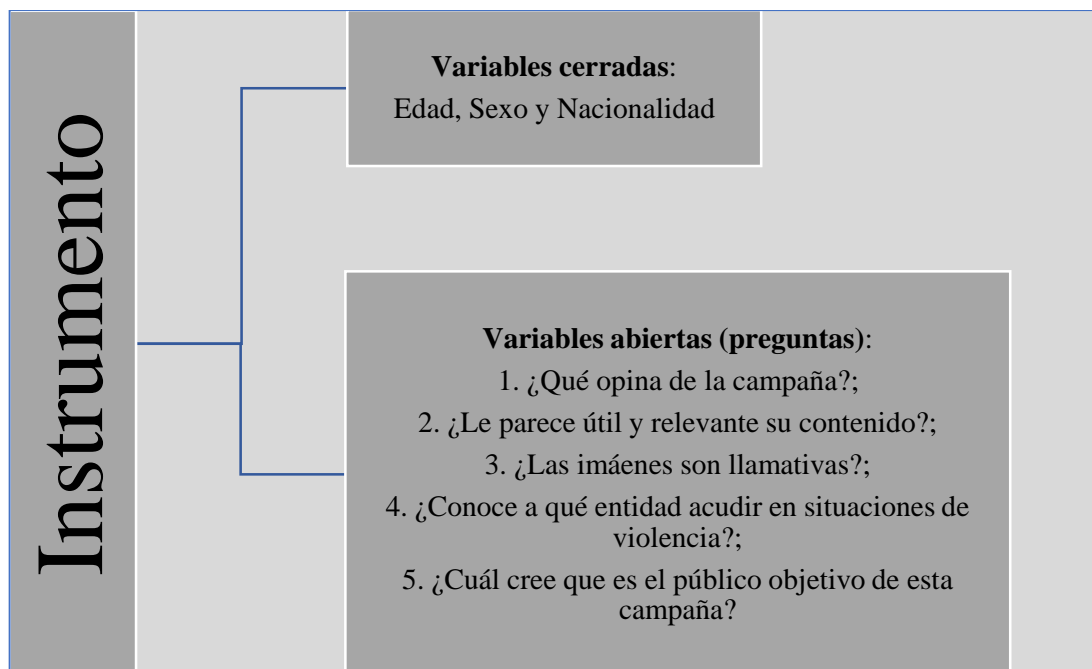 Instrumento
Variables cerradas:
Edad, Sexo y Nacionalidad
Variables abiertas (preguntas):
1. ¿Qué opina de la campaña?;
2. ¿Le parece útil y relevante su contenido?;
3. ¿Las imáenes son llamativas?;
4. ¿Conoce a qué entidad acudir en situaciones de
violencia?;
5. ¿Cuál cree que es el público objetivo de esta
campaña?